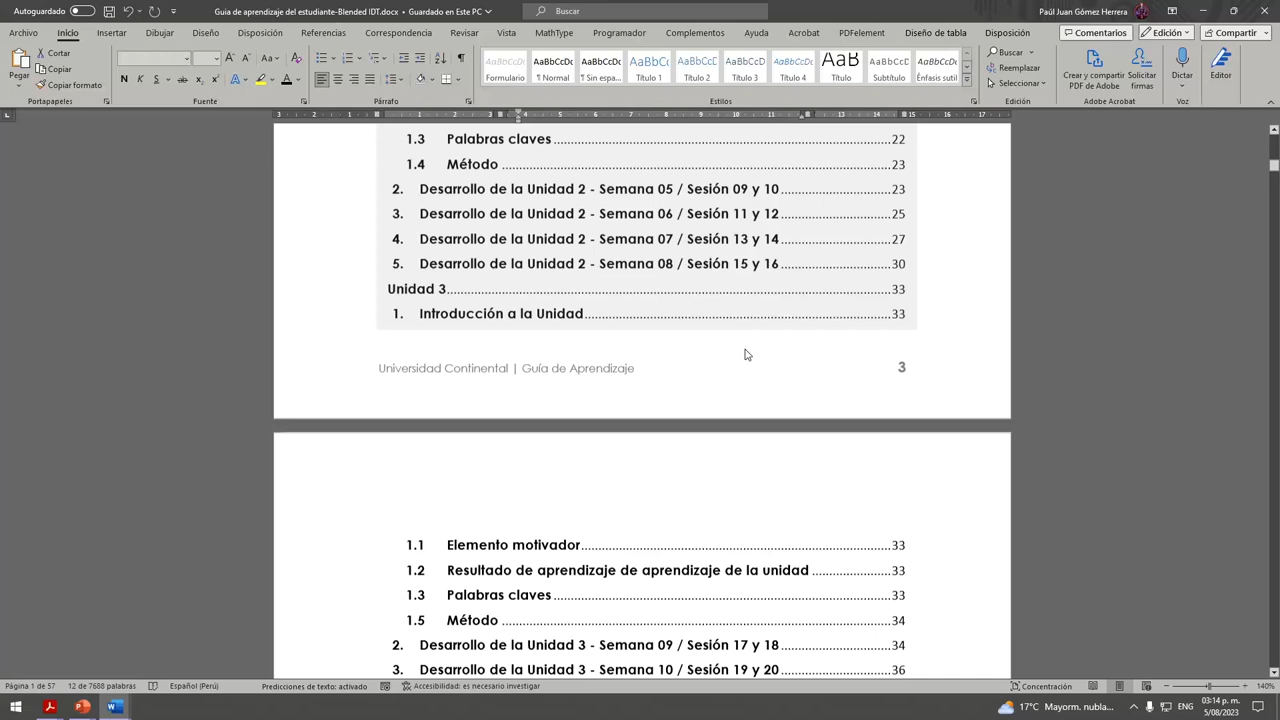 Autoguardado
Guia de aprendizaje del estudiante-Blended IDT.docx • Guardado en Este PC
Buscar
Paúl Juan Gómez Herrera
Archivo Inicio Insertar Dibujar Diseño Disposición Referencias Correspondencia Revisar Vista MathType Programador Complementos Ayuda Acrobat PDFelement Diseño de tabla Disposición
Comentarios Edición Compartir
Pegar
Cortar
Copiar
Copiar formato
Portapapeles
Fuente
Párrafo
Formulario
¶ Normal
¶ Sin espa...
Título 1
Título 2
Título 3
Título 4
Título
Subtítulo
Énfasis sutil
Estilos
Buscar
Reemplazar
Seleccionar
Edición
Crear y compartir PDF de Adobe
Solicitar firmas
Adobe Acrobat
Dictar
Voz
Editor
1.3 Palabras claves 22
1.4 Método 23
2. Desarrollo de la Unidad 2 - Semana 05 / Sesión 09 y 10 23
3. Desarrollo de la Unidad 2 - Semana 06 / Sesión 11 y 12 25
4. Desarrollo de la Unidad 2 - Semana 07 / Sesión 13 y 14 27
5. Desarrollo de la Unidad 2 - Semana 08 / Sesión 15 y 16 30
Unidad 3 33
1. Introducción a la Unidad 33
Universidad Continental | Guía de Aprendizaje 3
1.1 Elemento motivador 33
1.2 Resultado de aprendizaje de aprendizaje de la unidad 33
1.3 Palabras claves 33
1.5 Método 34
2. Desarrollo de la Unidad 3 - Semana 09 / Sesión 17 y 18 34
3. Desarrollo de la Unidad 3 - Semana 10 / Sesión 19 y 20 36
Página 1 de 57 12 de 7688 palabras Español (Perú) Predicciones de texto: activado Accesibilidad: es necesario investigar
Concentración 140%
17°C Mayorm. nubla... ENG
03:14 p. m.
5/08/2023